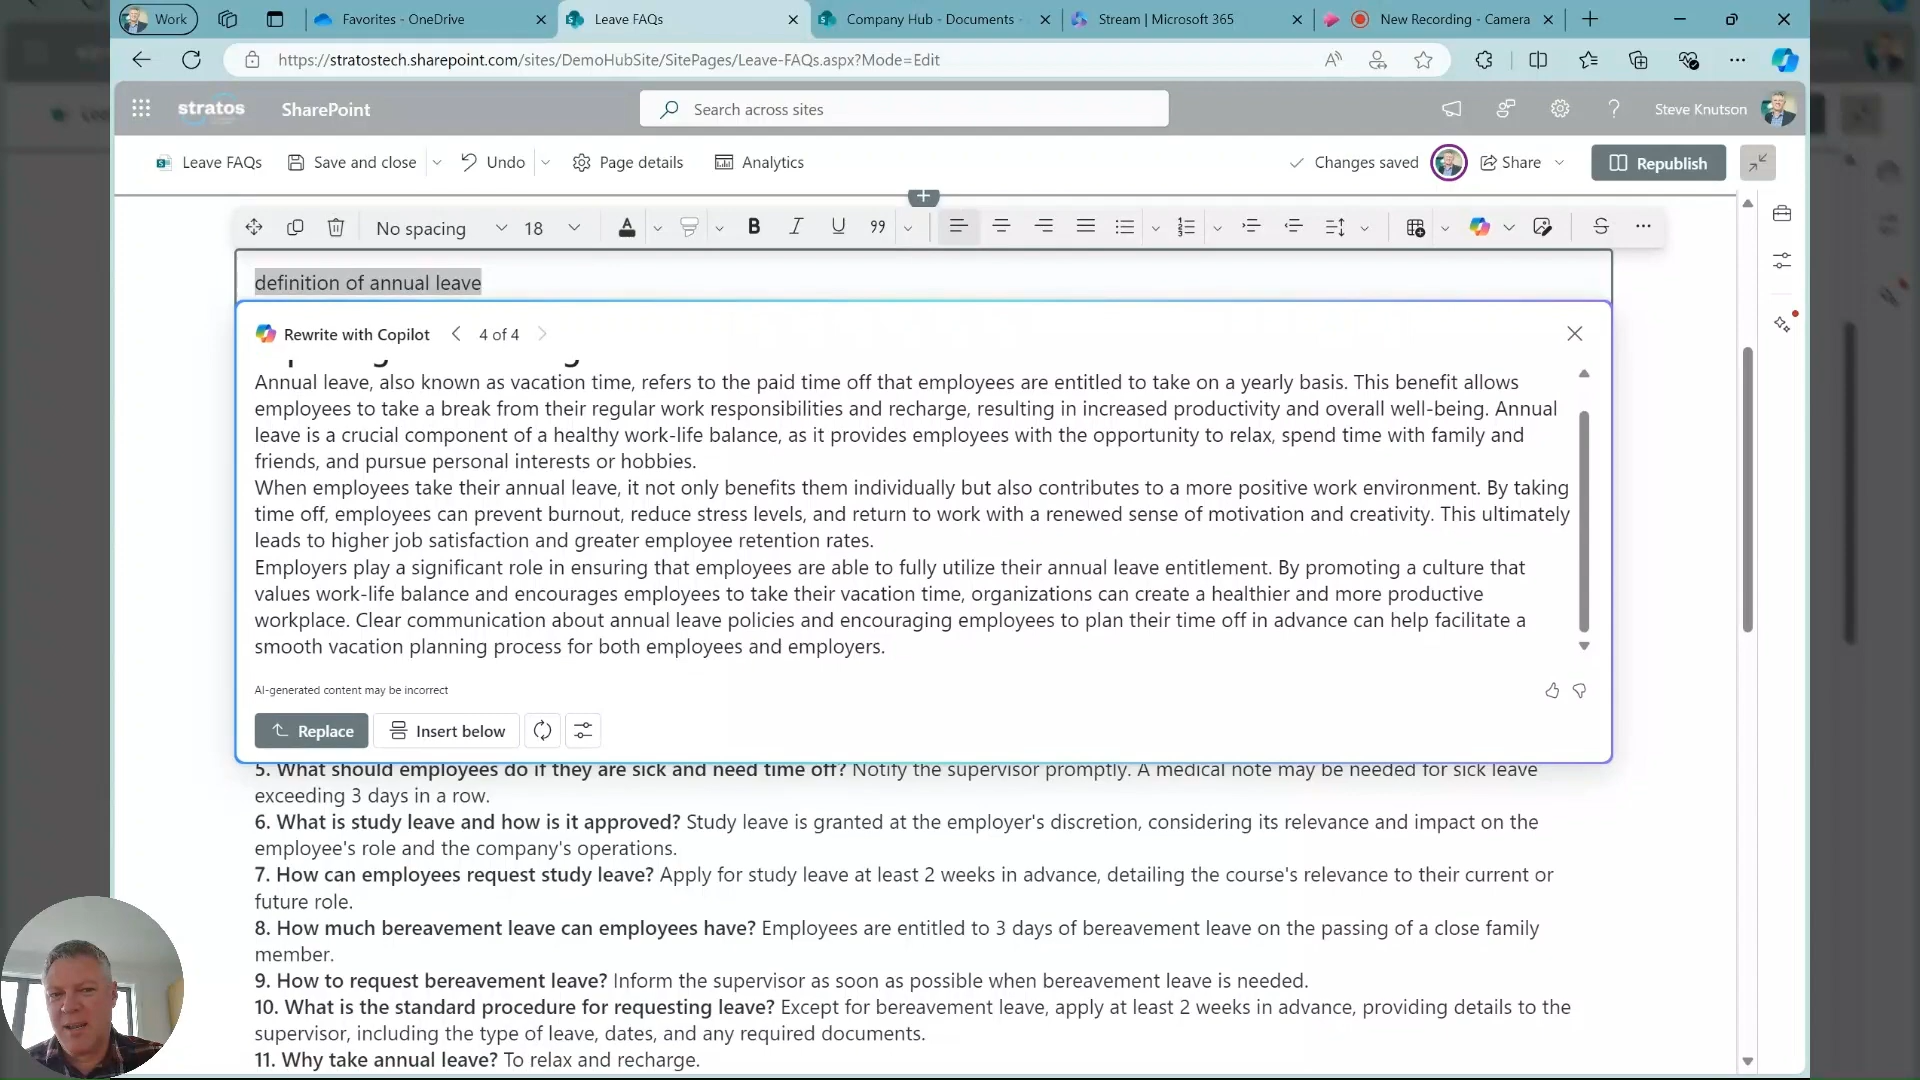 Work
Favorites - OneDrive
Leave FAQs
Company Hub - Documents -
Stream | Microsoft 365
New Recording - Camera
https://stratostech.sharepoint.com/sites/DemoHubSite/SitePages/Leave-FAQs.aspx?Mode=Edit
stratos
SharePoint
Search across sites
Steve Knutson
Leave FAQs
Save and close
Undo
Page details
Analytics
Changes saved
Share
Republish
No spacing
18
definition of annual leave
Rewrite with Copilot
4 of 4
Annual leave, also known as vacation time, refers to the paid time off that employees are entitled to take on a yearly basis. This benefit allows
employees to take a break from their regular work responsibilities and recharge, resulting in increased productivity and overall well-being. Annual
leave is a crucial component of a healthy work-life balance, as it provides employees with the opportunity to relax, spend time with family and
friends, and pursue personal interests or hobbies.
When employees take their annual leave, it not only benefits them individually but also contributes to a more positive work environment. By taking
time off, employees can prevent burnout, reduce stress levels, and return to work with a renewed sense of motivation and creativity. This ultimately
leads to higher job satisfaction and greater employee retention rates.
Employers play a significant role in ensuring that employees are able to fully utilize their annual leave entitlement. By promoting a culture that
values work-life balance and encourages employees to take their vacation time, organizations can create a healthier and more productive
workplace. Clear communication about annual leave policies and encouraging employees to plan their time off in advance can help facilitate a
smooth vacation planning process for both employees and employers.
AI-generated content may be incorrect
Replace
Insert below
5. What should employees do if they are sick and need time off? Notify the supervisor promptly. A medical note may be needed for sick leave
exceeding 3 days in a row.
6. What is study leave and how is it approved? Study leave is granted at the employer's discretion, considering its relevance and impact on the
employee's role and the company's operations.
7. How can employees request study leave? Apply for study leave at least 2 weeks in advance, detailing the course's relevance to their current or
future role.
8. How much bereavement leave can employees have? Employees are entitled to 3 days of bereavement leave on the passing of a close family
member.
9. How to request bereavement leave? Inform the supervisor as soon as possible when bereavement leave is needed.
10. What is the standard procedure for requesting leave? Except for bereavement leave, apply at least 2 weeks in advance, providing details to the
supervisor, including the type of leave, dates, and any required documents.
11. Why take annual leave? To relax and recharge.